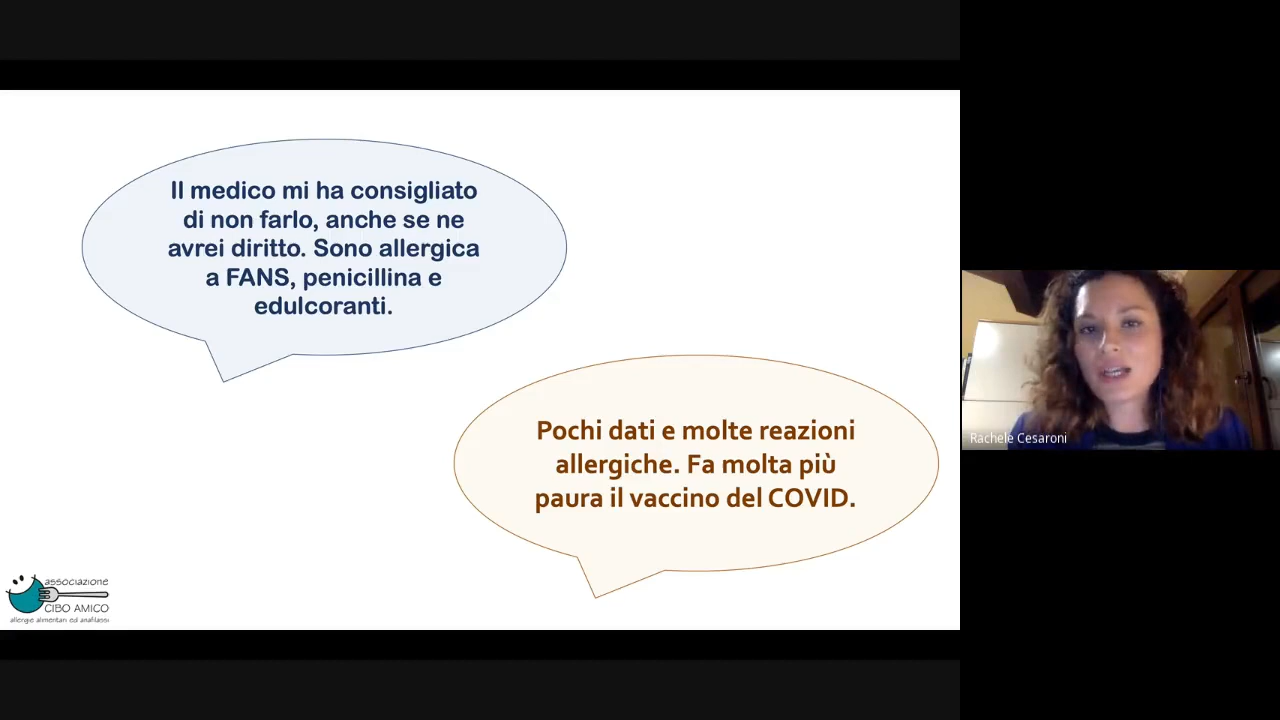 Il medico mi ha consigliato
di non farlo, anche se ne
avrei diritto. Sono allergica
a FANS, penicillina e
edulcoranti.
Pochi dati e molte reazioni
allergiche. Fa molta più
paura il vaccino del COVID.
Rachele Cesaroni
associazione
CIBO AMICO
allergie alimentari ed anafilassi